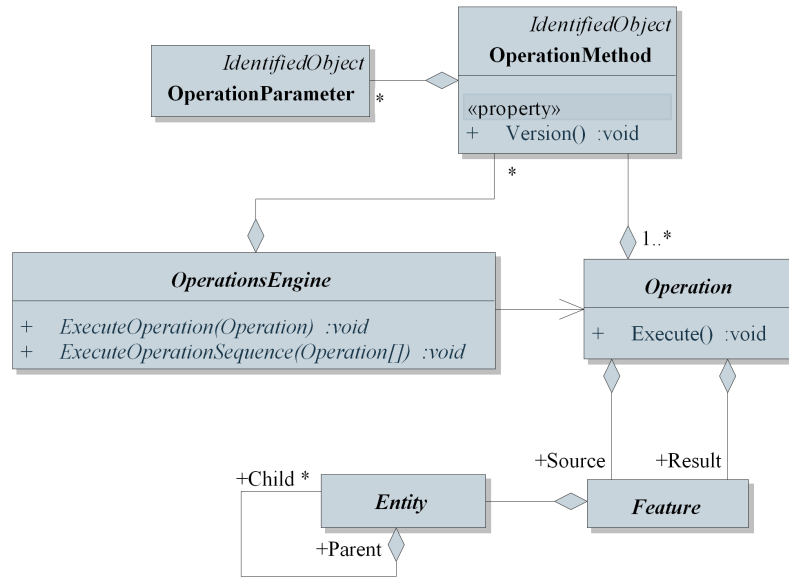 IdentifiedObject
OperationMethod
«property»
+ Version() :void
IdentifiedObject
OperationParameter
*
*
1..*
OperationsEngine
+ ExecuteOperation(Operation) :void
+ ExecuteOperationSequence(Operation[]) :void
Operation
+ Execute() :void
+Source
+Result
+Child *
Entity
Feature
+Parent